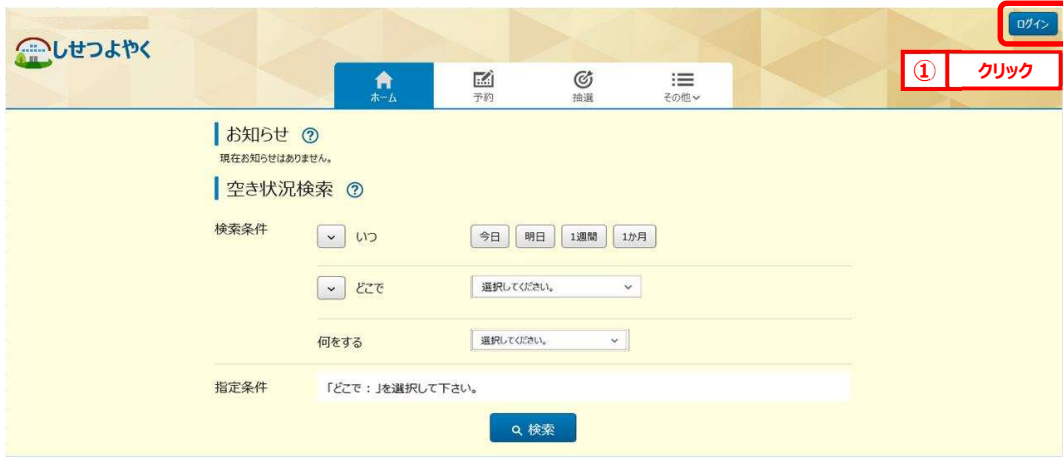 ログイン
しせつよやく
① クリック
ホーム 予約 抽選 その他
お知らせ ?
現在お知らせはありません。
空き状況検索 ?
検索条件 いつ 今日 明日 1週間 1か月
どこで 選択してください。
何をする 選択してください。
指定条件 「どこで:」を選択して下さい。
検索